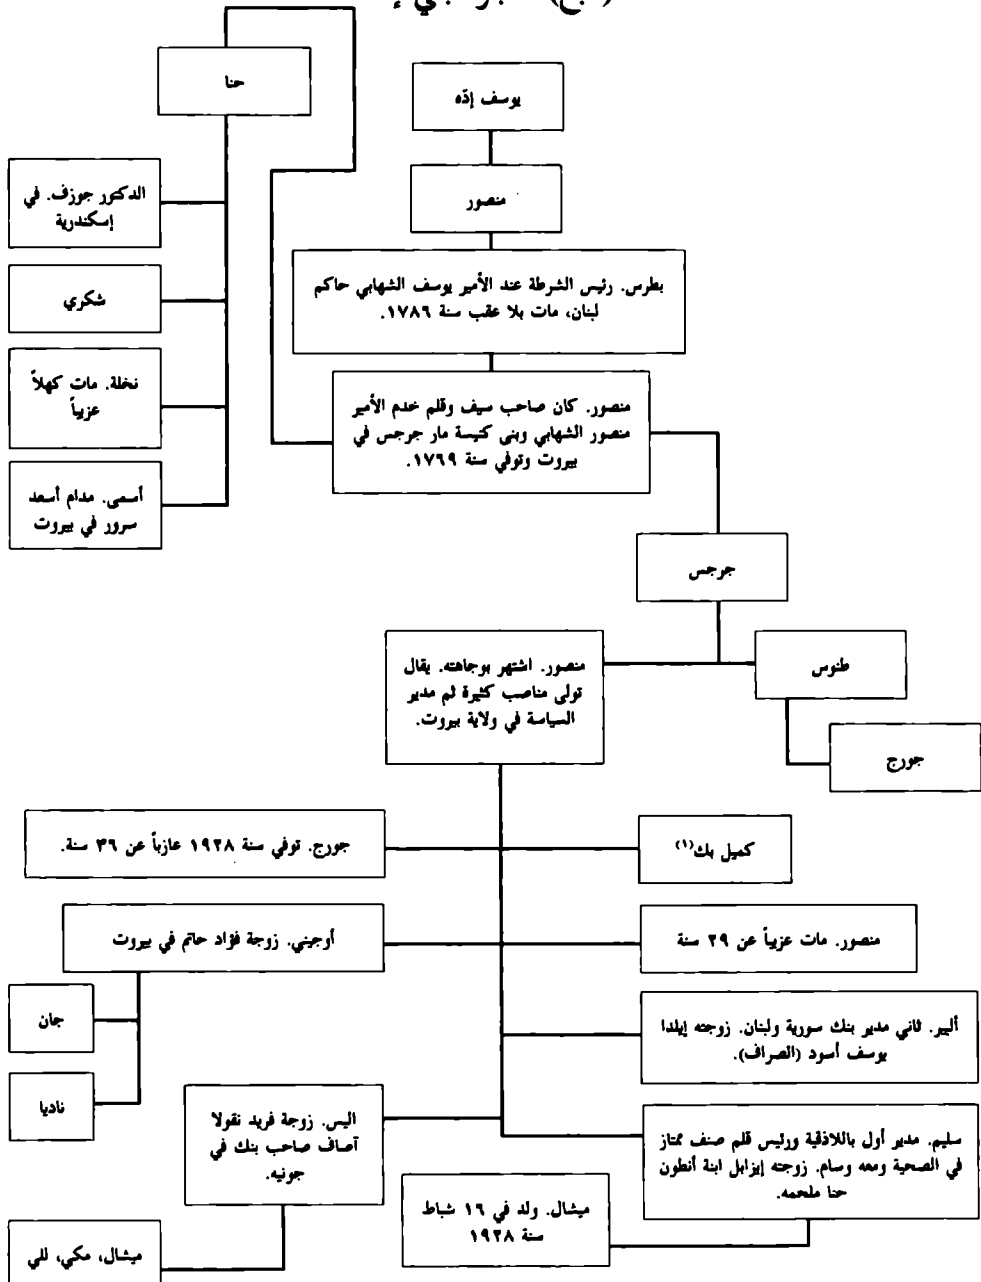 (تبع)
حنا
يوسف إدّه
منصور
الدكتور جوزف. في
إسكندرية
بطرس. رئيس الشرطة عند الأمير يوسف الشهابي حاكم
لبنان، مات بلا عقب سنة ١٧٨٦.
شكري
نخلة. مات كهلاً
عزيباً
منصور. كان صاحب سيف وقلم خدم الأمير
منصور الشهابي وبنى كنيسة مار جرجس في
بيروت وتوفي سنة ١٧٦٩.
أسمى. مدام أسعد
سرور في بيروت
جرجس
منصور. اشتهر بوجاهته. يقال
تولى مناصب كثيرة ثم مدير
السياسة في ولاية بيروت.
طنوس
جورج
جورج. توفي سنة ١٩٢٨ عازباً عن ٣٦ سنة.
كميل بك(١)
أوجيني. زوجة فؤاد حاتم في بيروت
منصور. مات عزيباً عن ٢٩ سنة
جان
ألبير. ثاني مدير بنك سورية ولبنان. زوجته إيلدا
يوسف أسود (الصراف).
ناديا
اليس. زوجة فريد نقولا
آصاف صاحب بنك في
جونيه.
سليم. مدير أول باللاذقية ورئيس قلم صنف ممتاز
في الصحية ومعه وسام. زوجته إيزابل ابنة أنطون
حنا ملحمه.
ميشال. ولد في ١٦ شباط
سنة ١٩٢٨
ميشال، مكي، للي